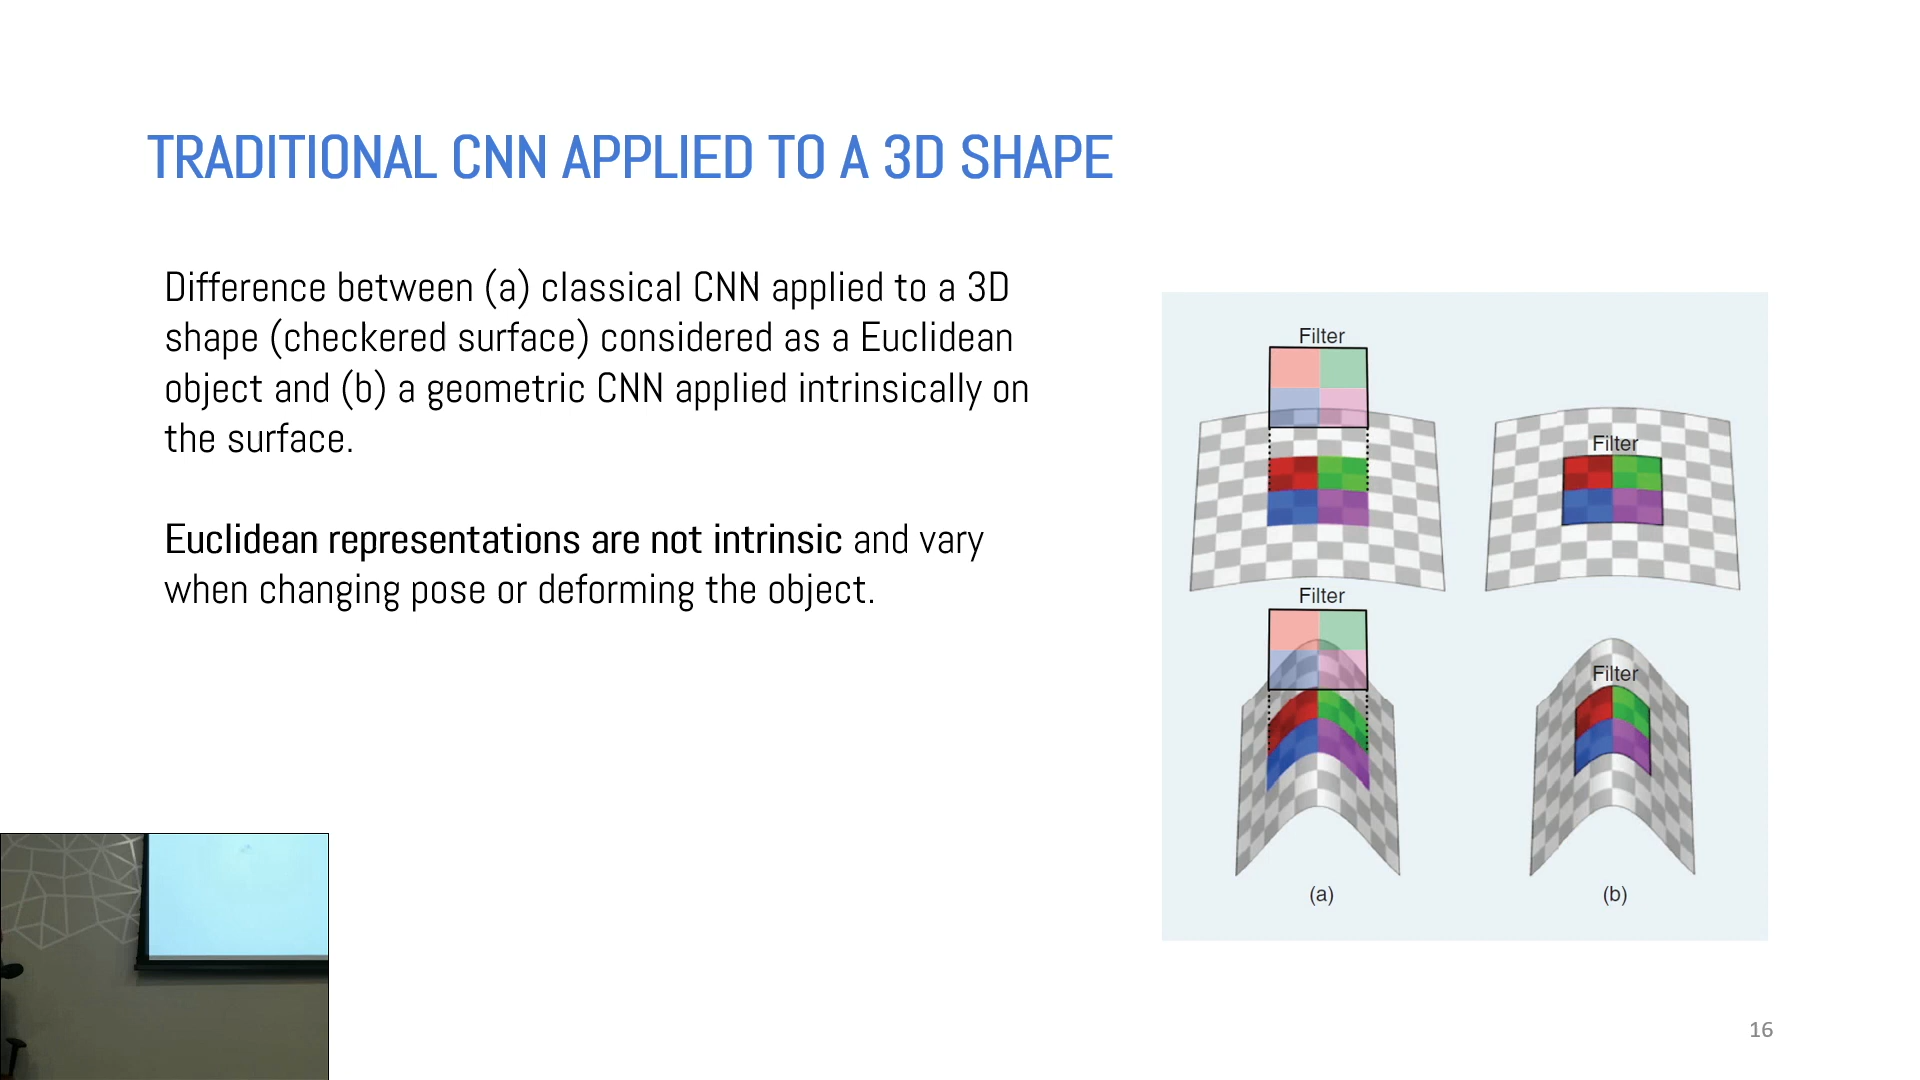 TRADITIONAL CNN APPLIED TO A 3D SHAPE
Difference between (a) classical CNN applied to a 3D
shape (checkered surface) considered as a Euclidean
object and (b) a geometric CNN applied intrinsically on
the surface.
Euclidean representations are not intrinsic and vary
when changing pose or deforming the object.
Filter
Filter
Filter
Filter
(a)
(b)
16